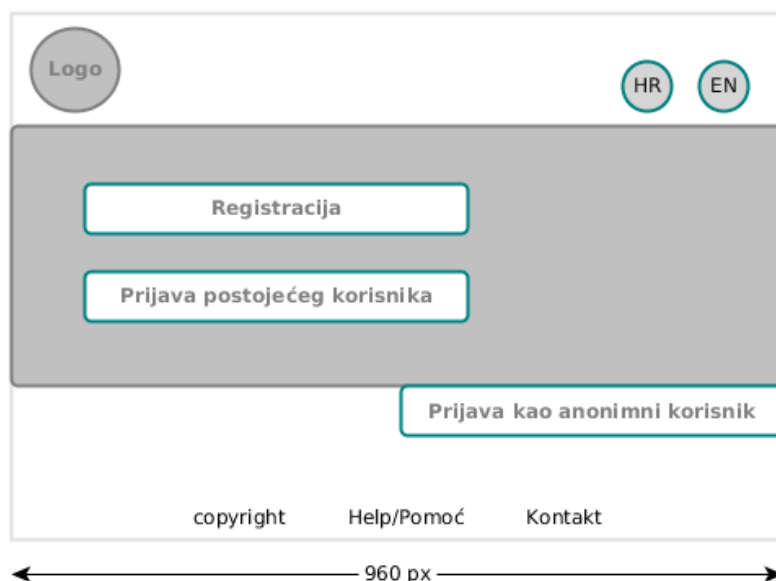 Logo
HR
EN
Registracija
Prijava postojećeg korisnika
Prijava kao anonimni korisnik
copyright
Help/Pomoć
Kontakt
960 px